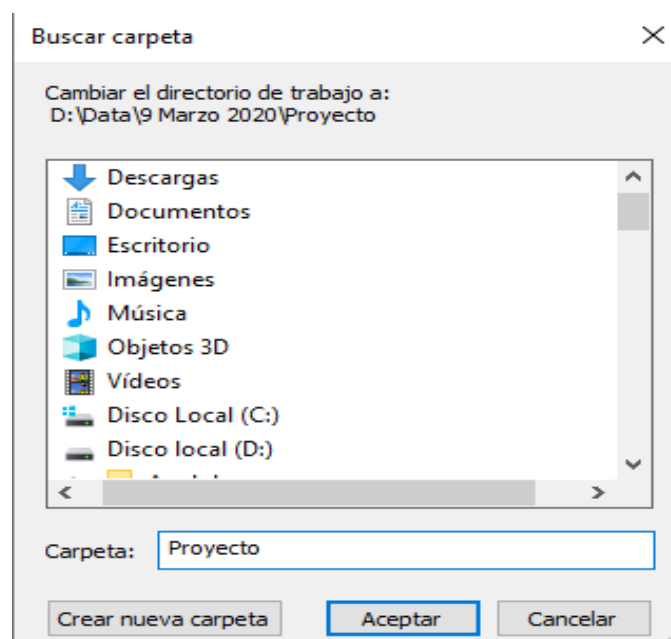 Buscar carpeta
Cambiar el directorio de trabajo a:
D:\Data\9 Marzo 2020\Proyecto
Descargas
Documentos
Escritorio
Imágenes
Música
Objetos 3D
Vídeos
Disco Local (C:)
Disco local (D:)
Carpeta: Proyecto
Crear nueva carpeta Aceptar Cancelar